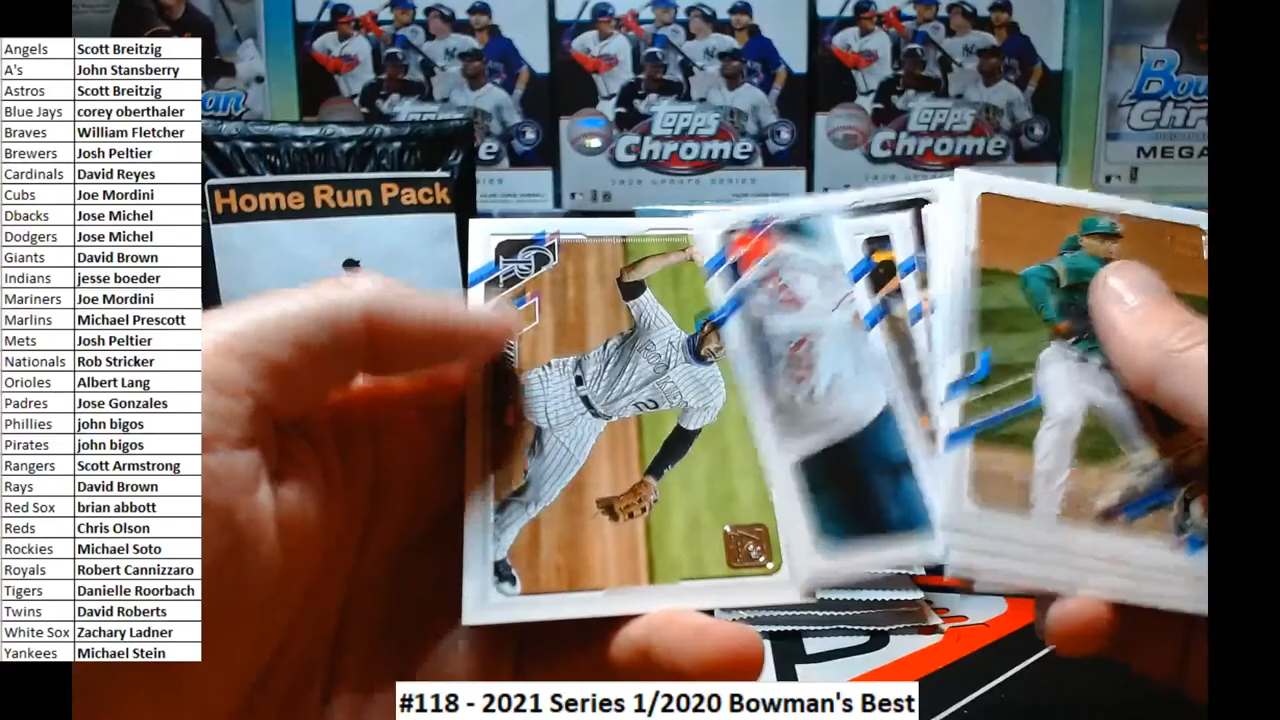 Angels Scott Breitzig
A's John Stansberry
Astros Scott Breitzig
Blue Jays corey oberthaler
Braves William Fletcher
Brewers Josh Peltier
Cardinals David Reyes
Cubs Joe Mordini
Dbacks Jose Michel
Dodgers Jose Michel
Giants David Brown
Indians jesse boeder
Mariners Joe Mordini
Marlins Michael Prescott
Mets Josh Peltier
Nationals Rob Stricker
Orioles Albert Lang
Padres Jose Gonzales
Phillies john bigos
Pirates john bigos
Rangers Scott Armstrong
Rays David Brown
Red Sox brian abbott
Reds Chris Olson
Rockies Michael Soto
Royals Robert Cannizzaro
Tigers Danielle Roorbach
Twins David Roberts
White Sox Zachary Ladner
Yankees Michael Stein
Home Run Pack
Topps
Chrome
Topps
Chrome
MEGA
ROCKIES
2
70
#118 - 2021 Series 1/2020 Bowman's Best